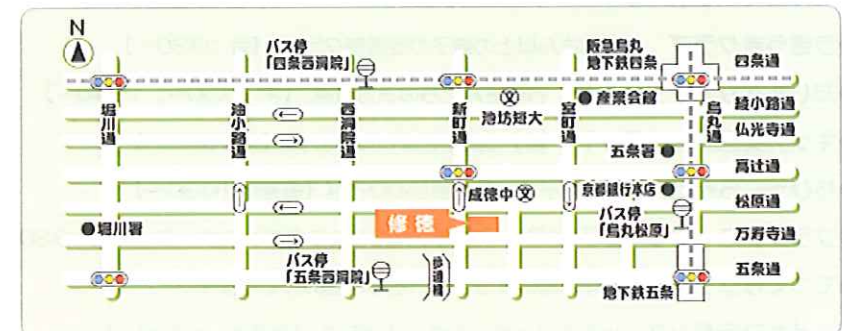 N
バス停
「四条西洞院」
阪急烏丸
地下鉄四条
四条通
産業会館
綾小路通
堀川通
油小路通
西洞院通
新町通
池坊短大
室町通
烏丸通
仏光寺通
五条署
高辻通
成徳中
京都銀行本店
松原通
堀川署
修徳
バス停
「烏丸松原」
万寿寺通
バス停
「五条西洞院」
歩道橋
五条通
地下鉄五条